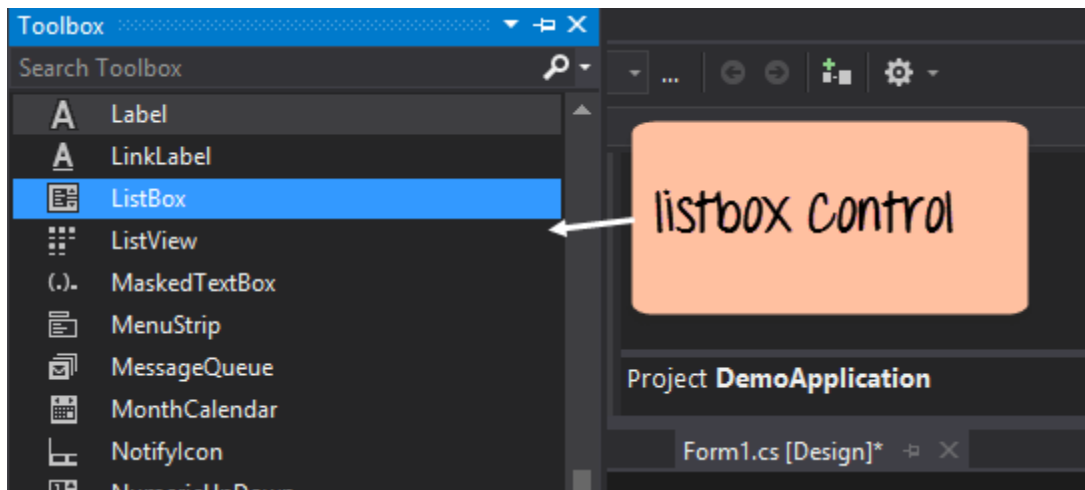 Toolbox
Search Toolbox
Label
LinkLabel
ListBox
ListView
MaskedTextBox
MenuStrip
MessageQueue
MonthCalendar
NotifyIcon
...
listbox Control
Project DemoApplication
Form1.cs [Design]*